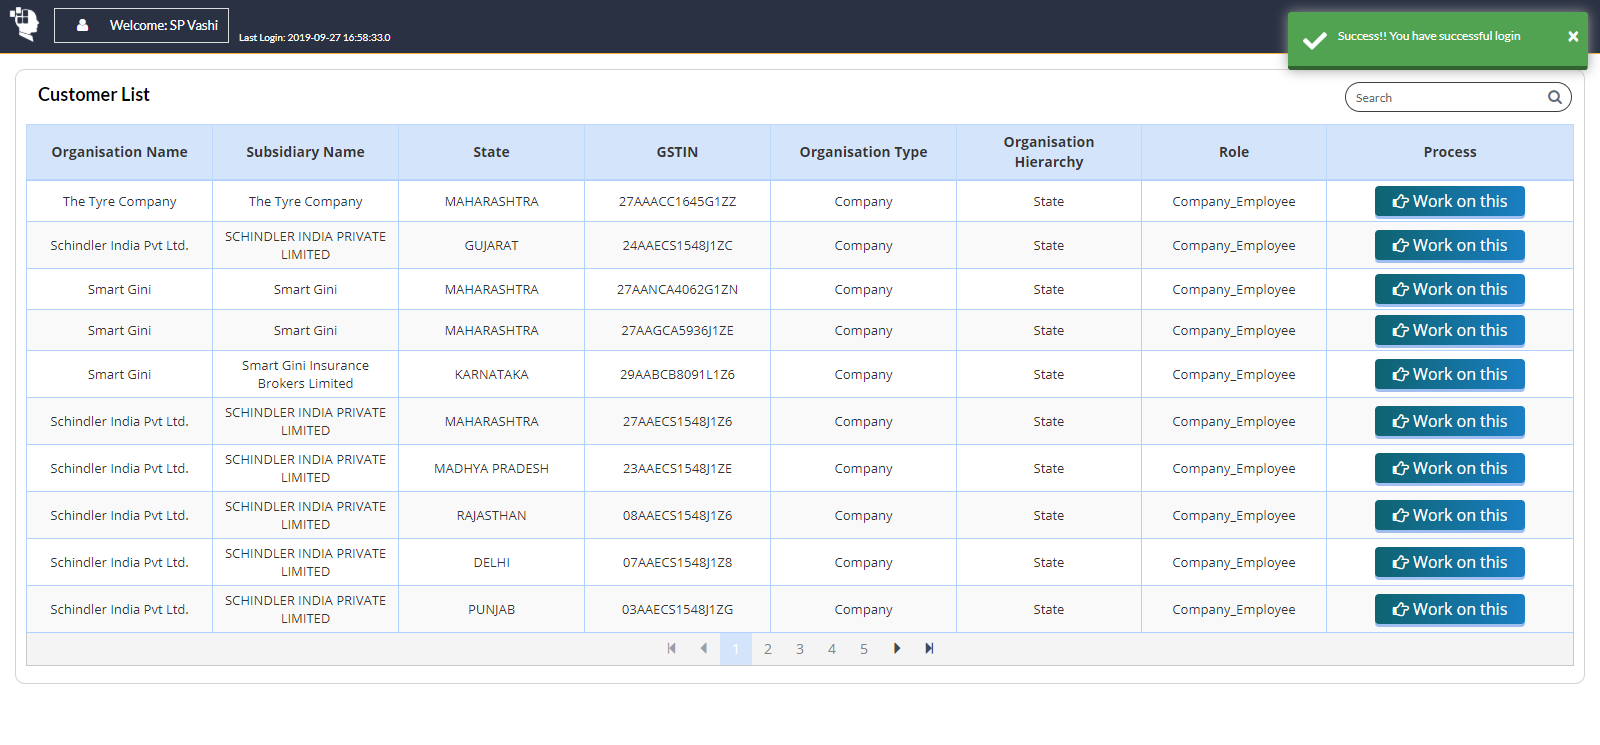 Welcome: SP Vashi
Last Login: 2019-09-27 16:58:33.0
Success!! You have successful login
Customer List
Search
Organisation Name Subsidiary Name State GSTIN Organisation Type Organisation Hierarchy Role Process
The Tyre Company The Tyre Company MAHARASHTRA 27AAACC1645G1ZZ Company State Company_Employee Work on this
Schindler India Pvt Ltd. SCHINDLER INDIA PRIVATE LIMITED GUJARAT 24AAECS1548J1ZC Company State Company_Employee Work on this
Smart Gini Smart Gini MAHARASHTRA 27AANCA4062G1ZN Company State Company_Employee Work on this
Smart Gini Smart Gini MAHARASHTRA 27AAGCA5936J1ZE Company State Company_Employee Work on this
Smart Gini Smart Gini Insurance Brokers Limited KARNATAKA 29AABCB8091L1Z6 Company State Company_Employee Work on this
Schindler India Pvt Ltd. SCHINDLER INDIA PRIVATE LIMITED MAHARASHTRA 27AAECS1548J1Z6 Company State Company_Employee Work on this
Schindler India Pvt Ltd. SCHINDLER INDIA PRIVATE LIMITED MADHYA PRADESH 23AAECS1548J1ZE Company State Company_Employee Work on this
Schindler India Pvt Ltd. SCHINDLER INDIA PRIVATE LIMITED RAJASTHAN 08AAECS1548J1Z6 Company State Company_Employee Work on this
Schindler India Pvt Ltd. SCHINDLER INDIA PRIVATE LIMITED DELHI 07AAECS1548J1Z8 Company State Company_Employee Work on this
Schindler India Pvt Ltd. SCHINDLER INDIA PRIVATE LIMITED PUNJAB 03AAECS1548J1ZG Company State Company_Employee Work on this
1 2 3 4 5